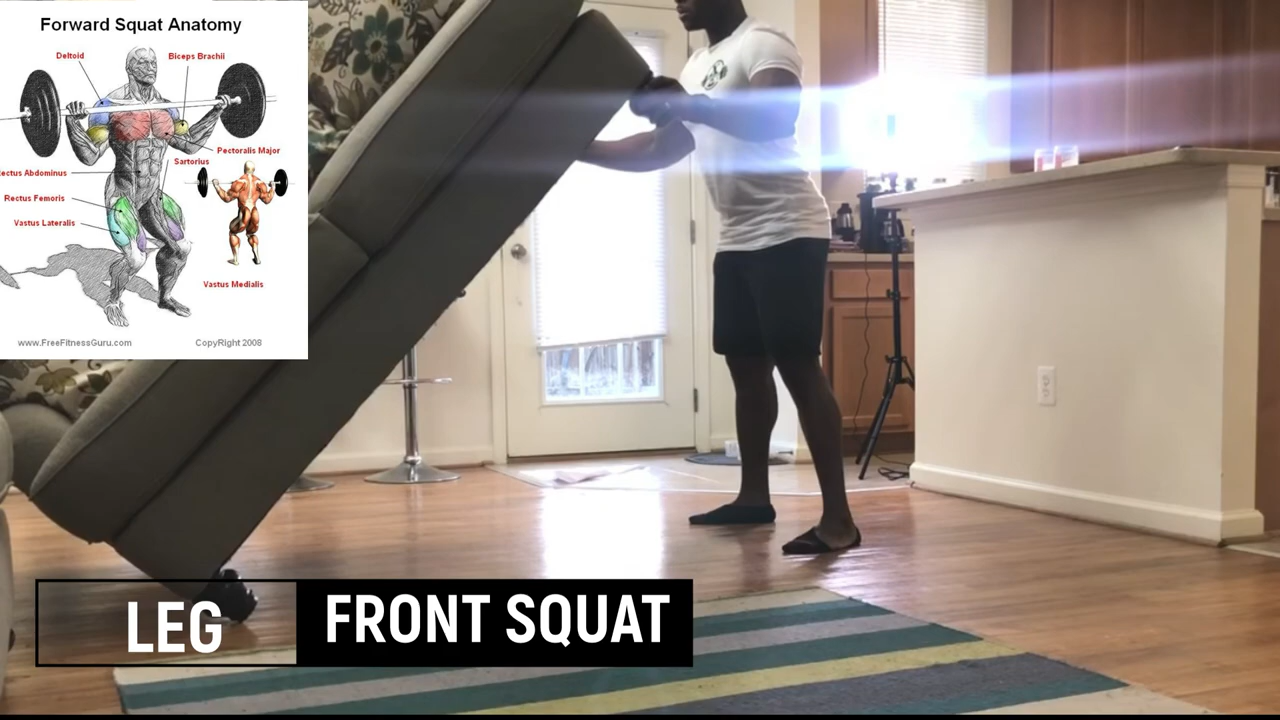 Forward Squat Anatomy
Deltoid
Biceps Brachii
Pectoralis Major
Sartorius
ectus Abdominus
Rectus Femoris
Vastus Lateralis
Vastus Medialis
www.FreeFitnessGuru.com
CopyRight 2008
LEG
FRONT SQUAT